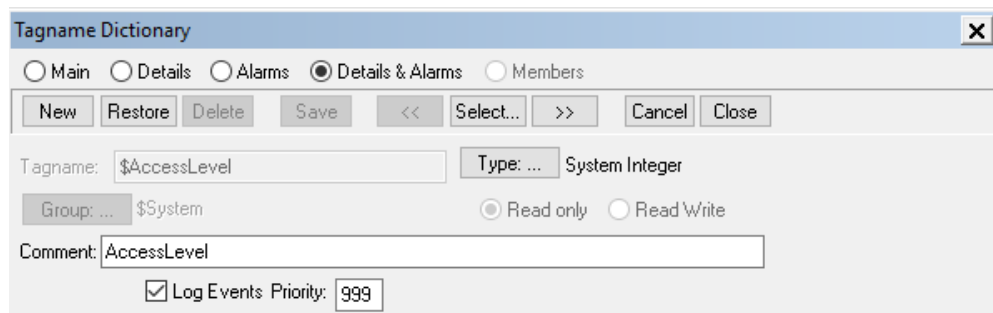 Tagname Dictionary
Main Details Alarms Details & Alarms Members
New Restore Delete Save << Select... >> Cancel Close
Tagname: $AccessLevel Type: ... System Integer
Group: ... $System Read only Read Write
Comment: AccessLevel
Log Events Priority: 999